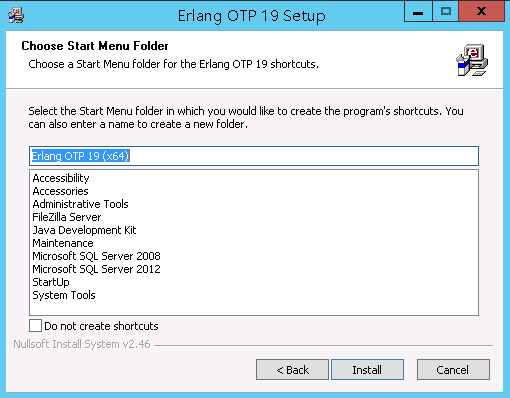 Erlang OTP 19 Setup
Choose Start Menu Folder
Choose a Start Menu folder for the Erlang OTP 19 shortcuts.
Select the Start Menu folder in which you would like to create the program's shortcuts. You
can also enter a name to create a new folder.
Erlang OTP 19 (x64)
Accessibility
Accessories
Administrative Tools
FileZilla Server
Java Development Kit
Maintenance
Microsoft SQL Server 2008
Microsoft SQL Server 2012
StartUp
System Tools
Do not create shortcuts
Nullsoft Install System v2.46
< Back
Install
Cancel